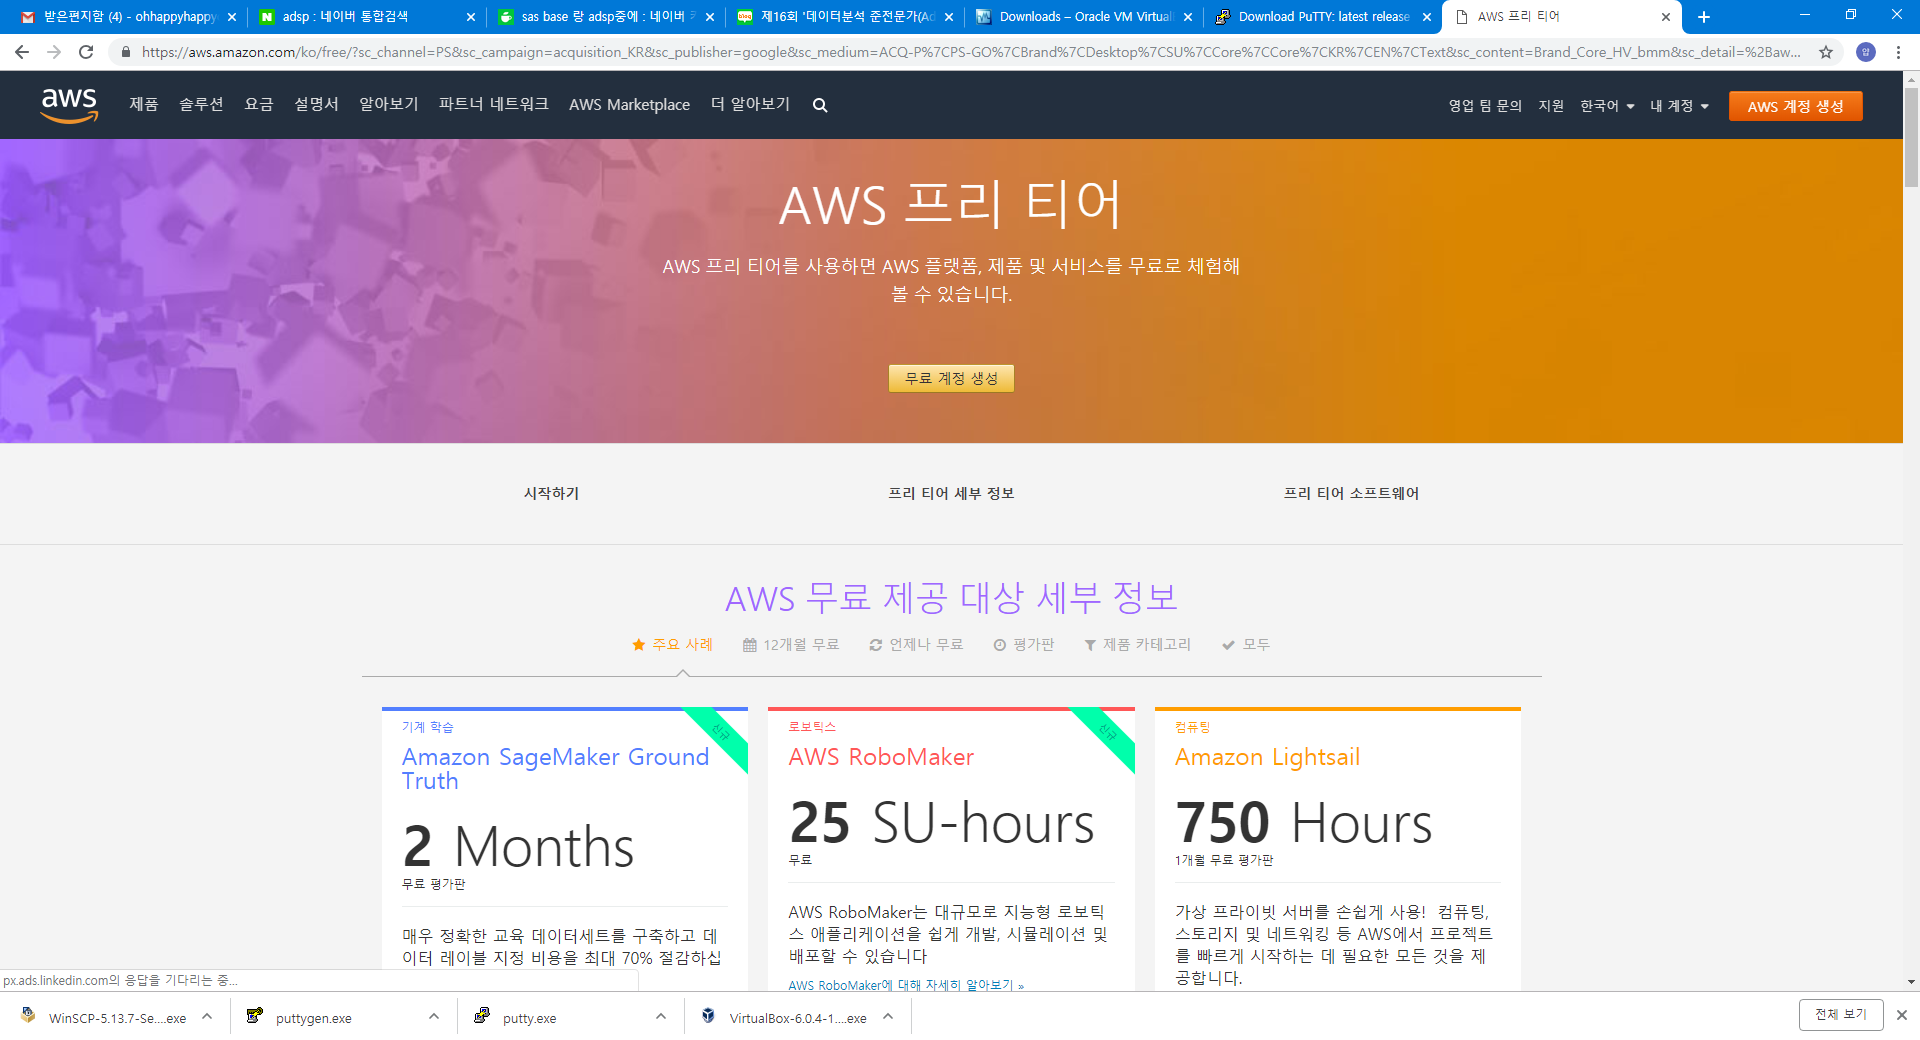 받은편지함 (4) - ohhappyhappy
adsp : 네이버 통합검색
sas base 랑 adsp중에 : 네이버 카
제16회 '데이터분석 준전문가(Ad
Downloads – Oracle VM Virtual
Download PuTTY: latest release
AWS 프리 티어
https://aws.amazon.com/ko/free/?sc_channel=PS&sc_campaign=acquisition_KR&sc_publisher=google&sc_medium=ACQ-P%7CPS-GO%7CBrand%7CDesktop%7CSU%7CCore%7CCore%7CKR%7CEN%7CText&sc_content=Brand_Core_HV_bmm&sc_detail=%2Baw...
aws
제품
솔루션
요금
설명서
알아보기
파트너 네트워크
AWS Marketplace
더 알아보기
영업 팀 문의
지원
한국어
내 계정
AWS 계정 생성
AWS 프리 티어
AWS 프리 티어를 사용하면 AWS 플랫폼, 제품 및 서비스를 무료로 체험해
볼 수 있습니다.
무료 계정 생성
시작하기
프리 티어 세부 정보
프리 티어 소프트웨어
AWS 무료 제공 대상 세부 정보
주요 사례
12개월 무료
언제나 무료
평가판
제품 카테고리
모두
기계 학습
신규
Amazon SageMaker Ground
Truth
2 Months
무료 평가판
매우 정확한 교육 데이터세트를 구축하고 데
이터 레이블 지정 비용을 최대 70% 절감하십
로보틱스
신규
AWS RoboMaker
25 SU-hours
무료
AWS RoboMaker는 대규모로 지능형 로보틱
스 애플리케이션을 쉽게 개발, 시뮬레이션 및
배포할 수 있습니다
AWS RoboMaker에 대해 자세히 알아보기 »
컴퓨팅
Amazon Lightsail
750 Hours
1개월 무료 평가판
가상 프라이빗 서버를 손쉽게 사용! 컴퓨팅,
스토리지 및 네트워킹 등 AWS에서 프로젝트
를 빠르게 시작하는 데 필요한 모든 것을 제
공합니다.
px.ads.linkedin.com의 응답을 기다리는 중...
WinSCP-5.13.7-Se....exe
puttygen.exe
putty.exe
VirtualBox-6.0.4-1....exe
전체 보기